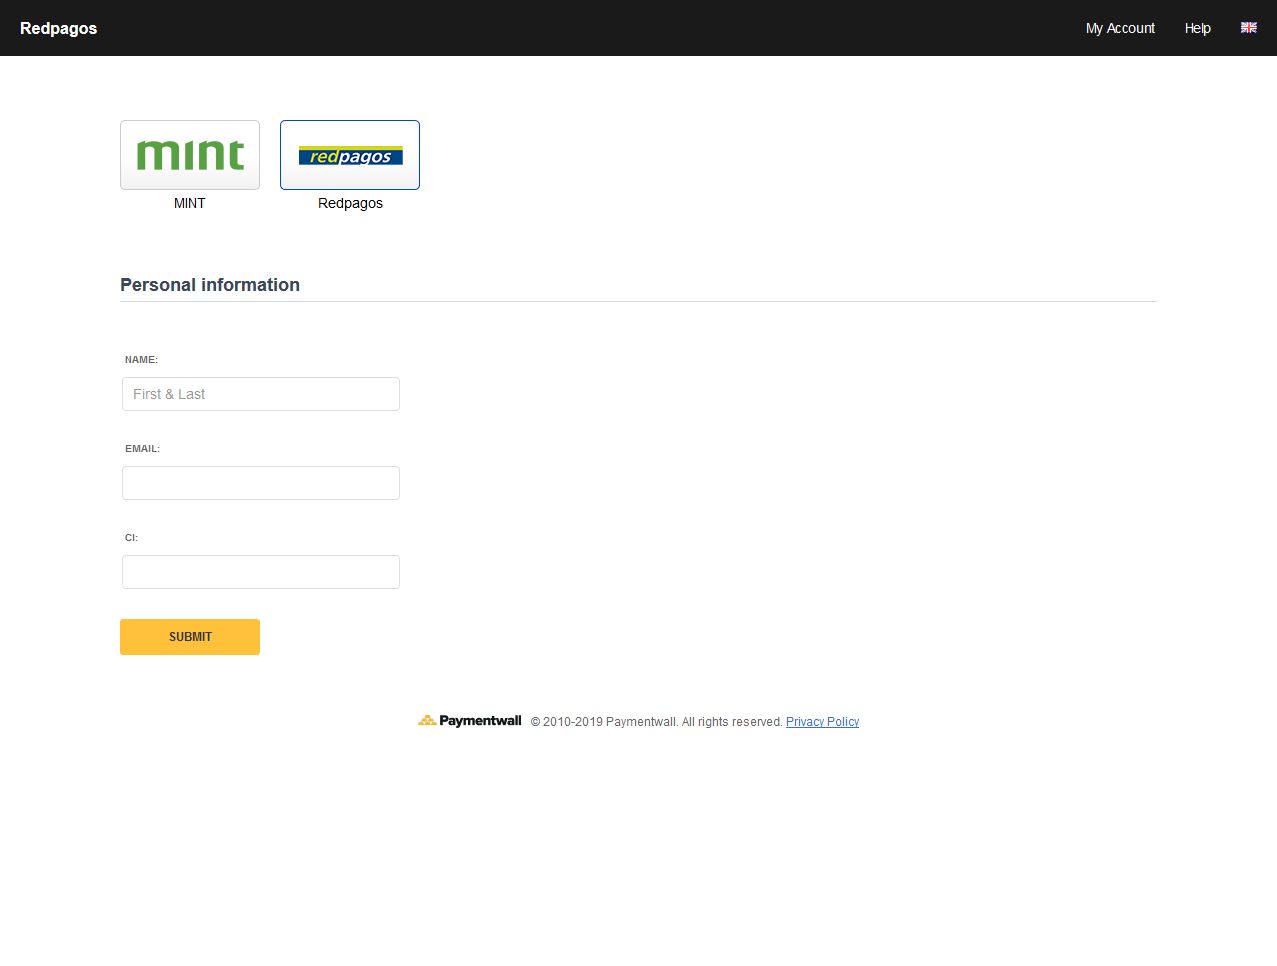 Redpagos
My Account
Help
mint
redpagos
MINT
Redpagos
Personal information
NAME:
First & Last
EMAIL:
CI:
SUBMIT
Paymentwall © 2010-2019 Paymentwall. All rights reserved. Privacy Policy